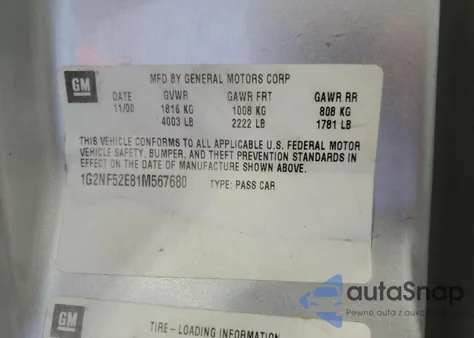 GM MFD BY GENERAL MOTORS CORP
DATE GVWR GAWR FRT GAWR RR
11/00 1816 KG 1008 KG 808 KG
4003 LB 2222 LB 1781 LB
THIS VEHICLE CONFORMS TO ALL APPLICABLE U.S. FEDERAL MOTOR
VEHICLE SAFETY, BUMPER, AND THEFT PREVENTION STANDARDS IN
EFFECT ON THE DATE OF MANUFACTURE SHOWN ABOVE.
1G2NF52E81M567680 TYPE: PASS CAR
autoSnap
Pewne auta z aukcji
GM
TIRE - LOADING INFORMATION